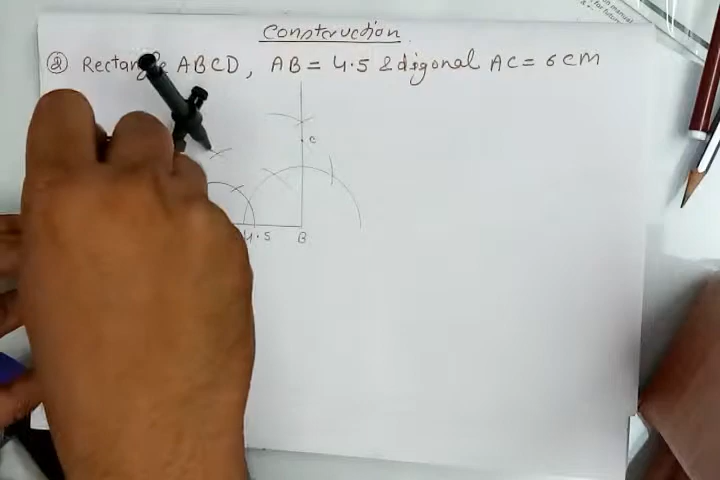 Construction
② Rectangle ABCD, AB = 4.5 & digonal AC = 6 cm
C
4.5 B